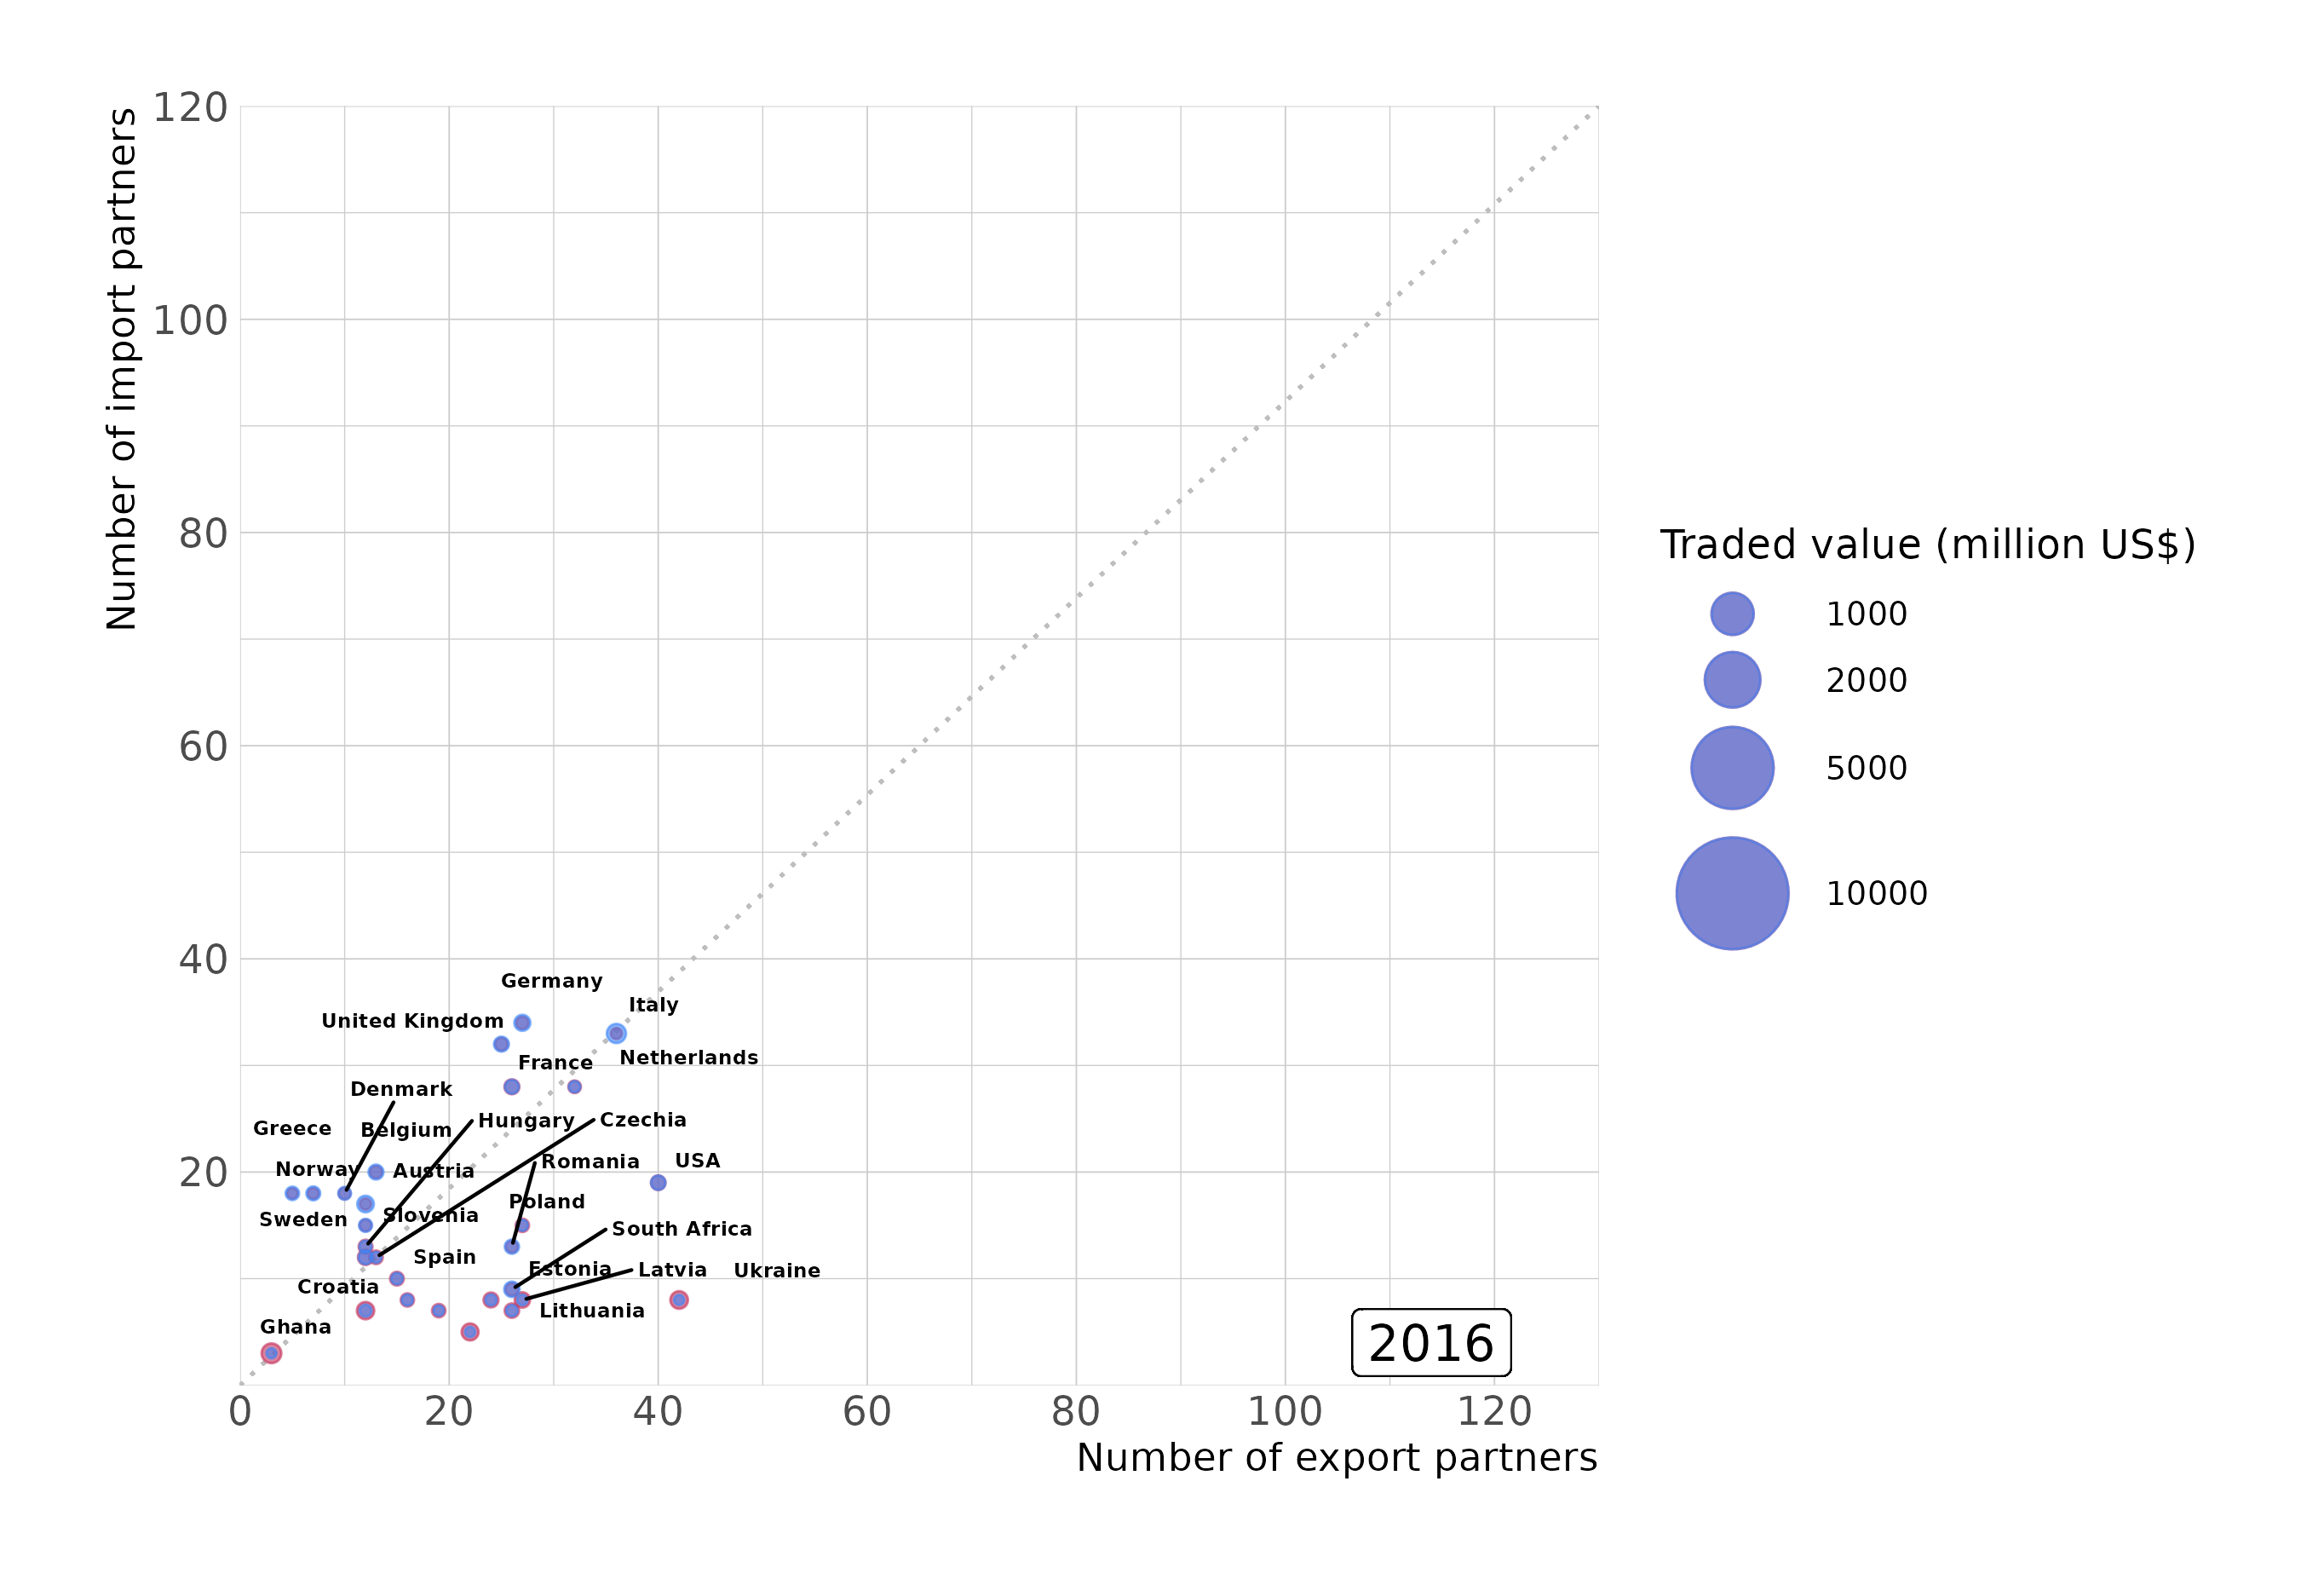 Number of import partners
120
100
80
60
40
20
Germany
Italy
United Kingdom
Netherlands
France
Denmark
Hungary
Czechia
Greece
Belgium
Romania
USA
Norway
Austria
Poland
Slovenia
Sweden
South Africa
Spain
Estonia
Latvia
Ukraine
Croatia
Lithuania
Ghana
2016
0
20
40
60
80
100
120
Number of export partners
Traded value (million US$)
1000
2000
5000
10000